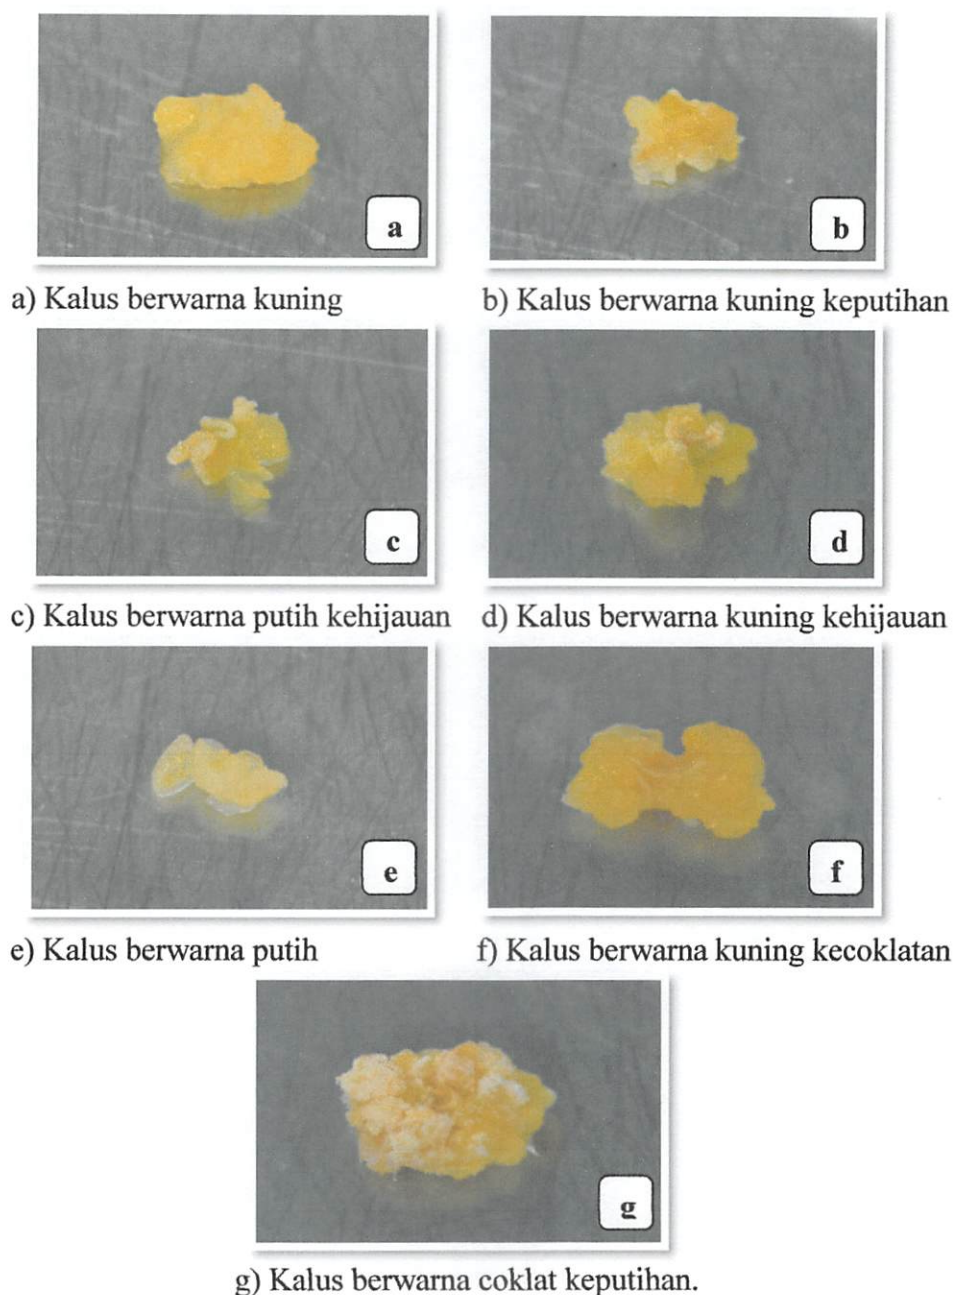 a
b
a) Kalus berwarna kuning
b) Kalus berwarna kuning keputihan
c
d
c) Kalus berwarna putih kehijauan
d) Kalus berwarna kuning kehijauan
e
f
e) Kalus berwarna putih
f) Kalus berwarna kuning kecoklatan
g
g) Kalus berwarna coklat keputihan.